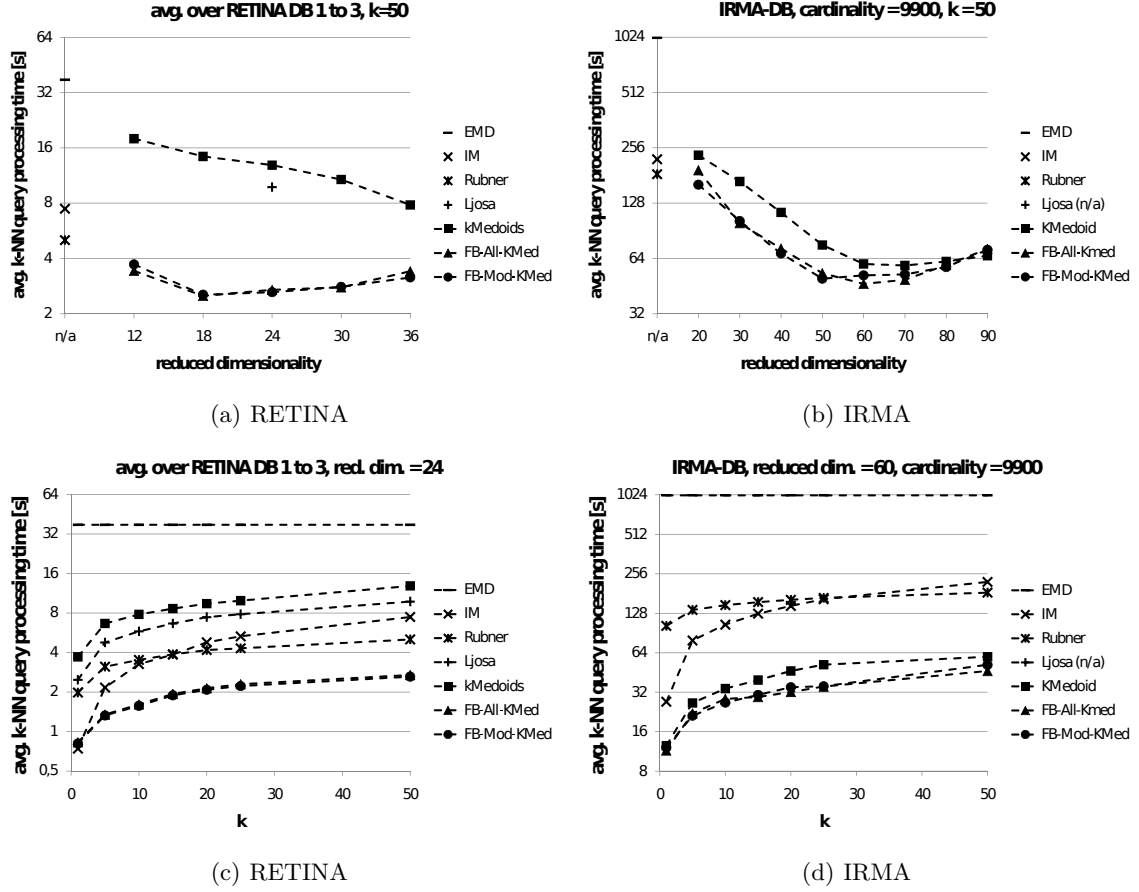 avg. over RETINA DB 1 to 3, k=50
avg. k-NN query processing time [s]
64
32
16
8
4
2
n/a 12 18 24 30 36
reduced dimensionality
EMD
IM
Rubner
Ljosa
kMedoids
FB-All-KMed
FB-Mod-KMed
(a) RETINA
IRMA-DB, cardinality = 9900, k = 50
avg. k-NN query processing time [s]
1024
512
256
128
64
32
n/a 20 30 40 50 60 70 80 90
reduced dimensionality
EMD
IM
Rubner
Ljosa (n/a)
KMedoid
FB-All-Kmed
FB-Mod-KMed
(b) IRMA
avg. over RETINA DB 1 to 3, red. dim. = 24
avg. k-NN query processing time [s]
64
32
16
8
4
2
1
0,5
0 10 20 30 40 50
k
EMD
IM
Rubner
Ljosa
kMedoids
FB-All-KMed
FB-Mod-KMed
(c) RETINA
IRMA-DB, reduced dim. = 60, cardinality = 9900
avg. k-NN query processing time [s]
1024
512
256
128
64
32
16
8
0 10 20 30 40 50
k
EMD
IM
Rubner
Ljosa (n/a)
KMedoid
FB-All-Kmed
FB-Mod-KMed
(d) IRMA